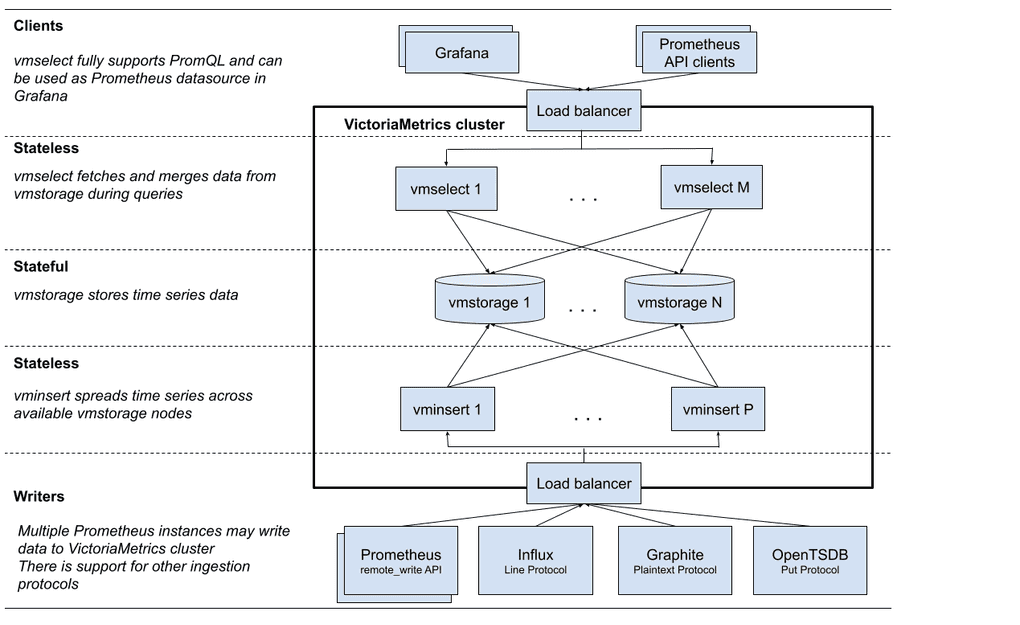 Clients
vmselect fully supports PromQL and can
be used as Prometheus datasource in
Grafana
Grafana
Prometheus
API clients
Load balancer
VictoriaMetrics cluster
Stateless
vmselect fetches and merges data from
vmstorage during queries
vmselect 1
. . .
vmselect M
Stateful
vmstorage stores time series data
vmstorage 1
. . .
vmstorage N
Stateless
vminsert spreads time series across
available vmstorage nodes
vminsert 1
. . .
vminsert P
Load balancer
Writers
Multiple Prometheus instances may write
data to VictoriaMetrics cluster
There is support for other ingestion
protocols
Prometheus
remote_write API
Influx
Line Protocol
Graphite
Plaintext Protocol
OpenTSDB
Put Protocol